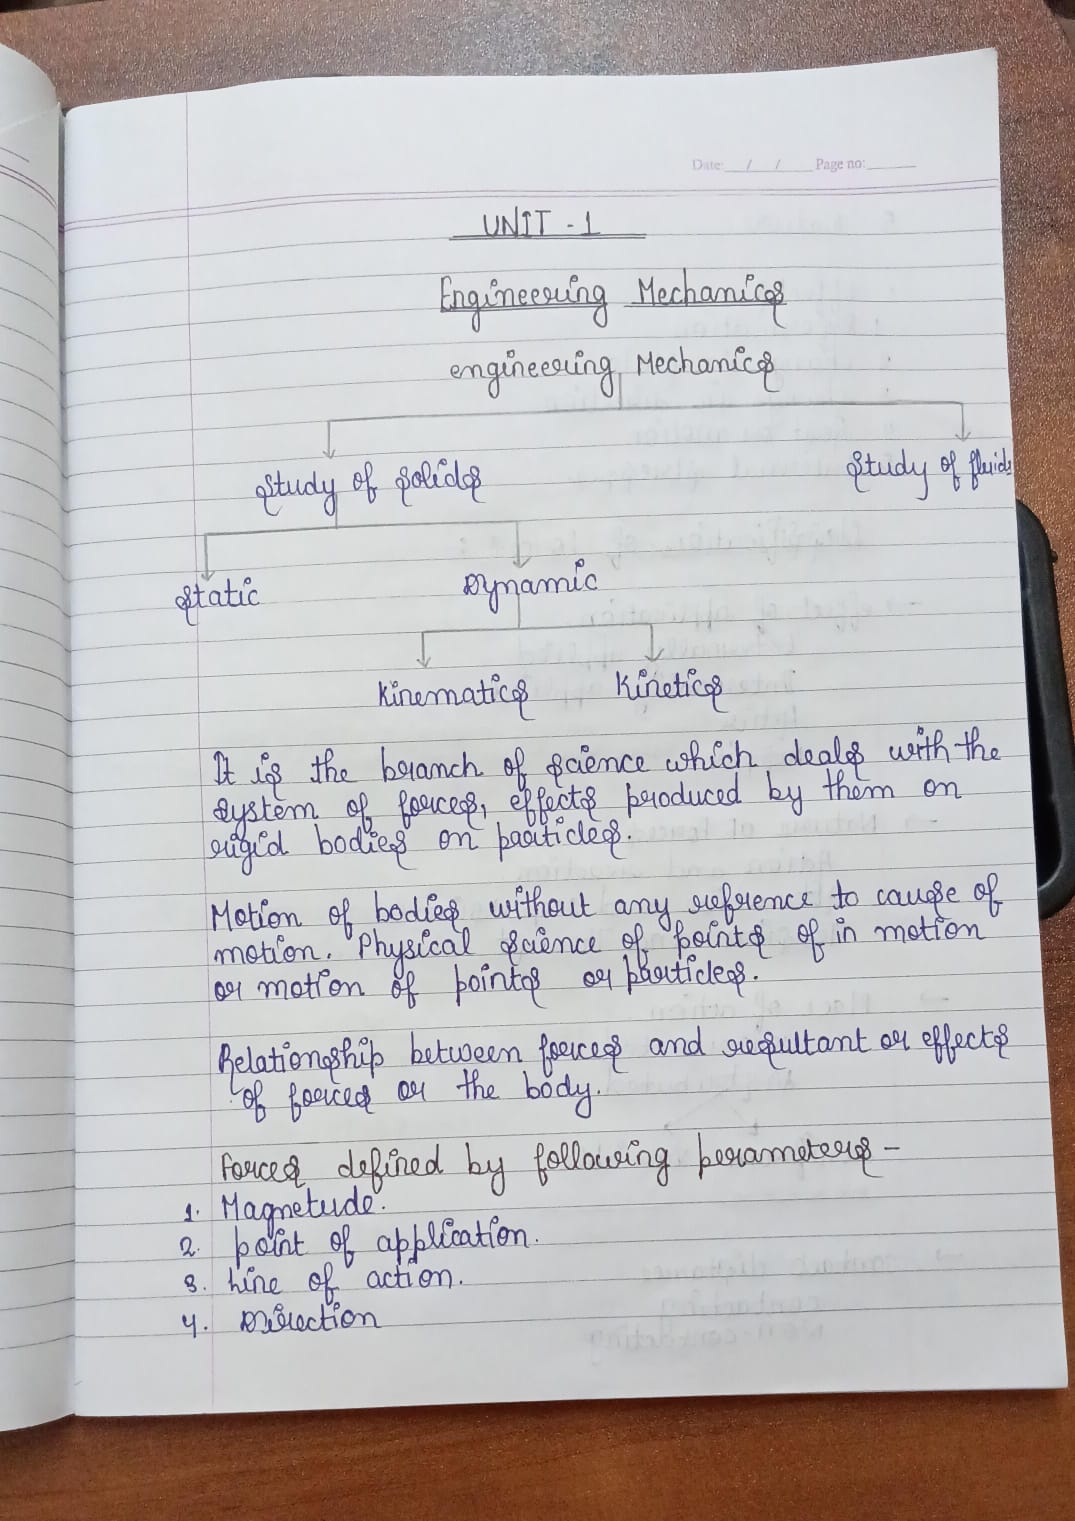 Date: __/__/__ Page no: ____
UNIT - 1
Engineering Mechanics
engineering Mechanics
Study of solids Study of fluids
Static Dynamic
Kinematics Kinetics
It is the branch of science which deals with the
system of forces, effects produced by them on
rigid bodies on particles.
Motion of bodies without any reference to cause of
motion. Physical science of points of in motion
or motion of points or particles.
Relationship between forces and resultant or effects
of forces or the body.
Forces defined by following perameters -
1. Magnetude.
2. point of application.
3. Line of action.
4. Direction